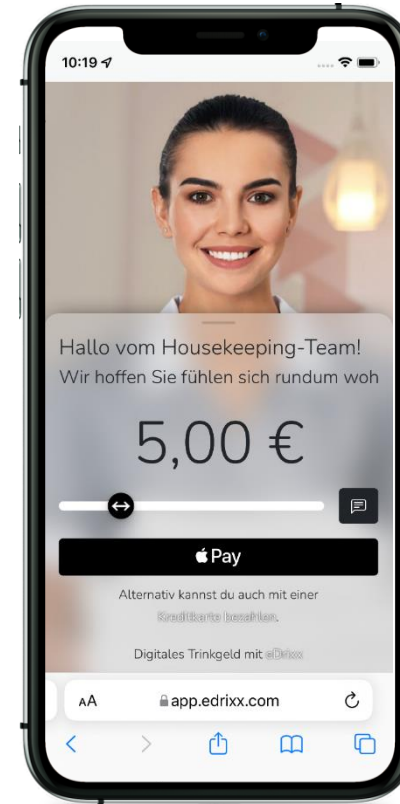 10:19
Hallo vom Housekeeping-Team!
Wir hoffen Sie fühlen sich rundum woh
5,00 €
Pay
Alternativ kannst du auch mit einer
Kreditkarte bezahlen.
Digitales Trinkgeld mit eDrixx
AA app.edrixx.com